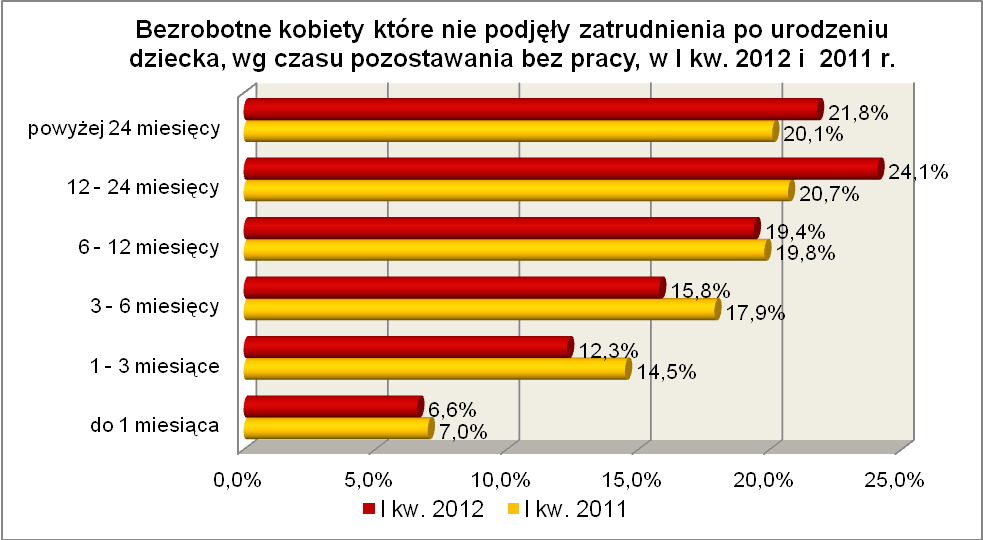 Bezrobotne kobiety które nie podjęły zatrudnienia po urodzeniu
dziecka, wg czasu pozostawania bez pracy, w I kw. 2012 i  2011 r.
powyżej 24 miesięcy
21,8%
20,1%
12 - 24 miesięcy
24,1%
20,7%
6 - 12 miesięcy
19,4%
19,8%
3 - 6 miesięcy
15,8%
17,9%
1 - 3 miesiące
12,3%
14,5%
do 1 miesiąca
6,6%
7,0%
0,0% 5,0% 10,0% 15,0% 20,0% 25,0%
I kw. 2012 I kw. 2011